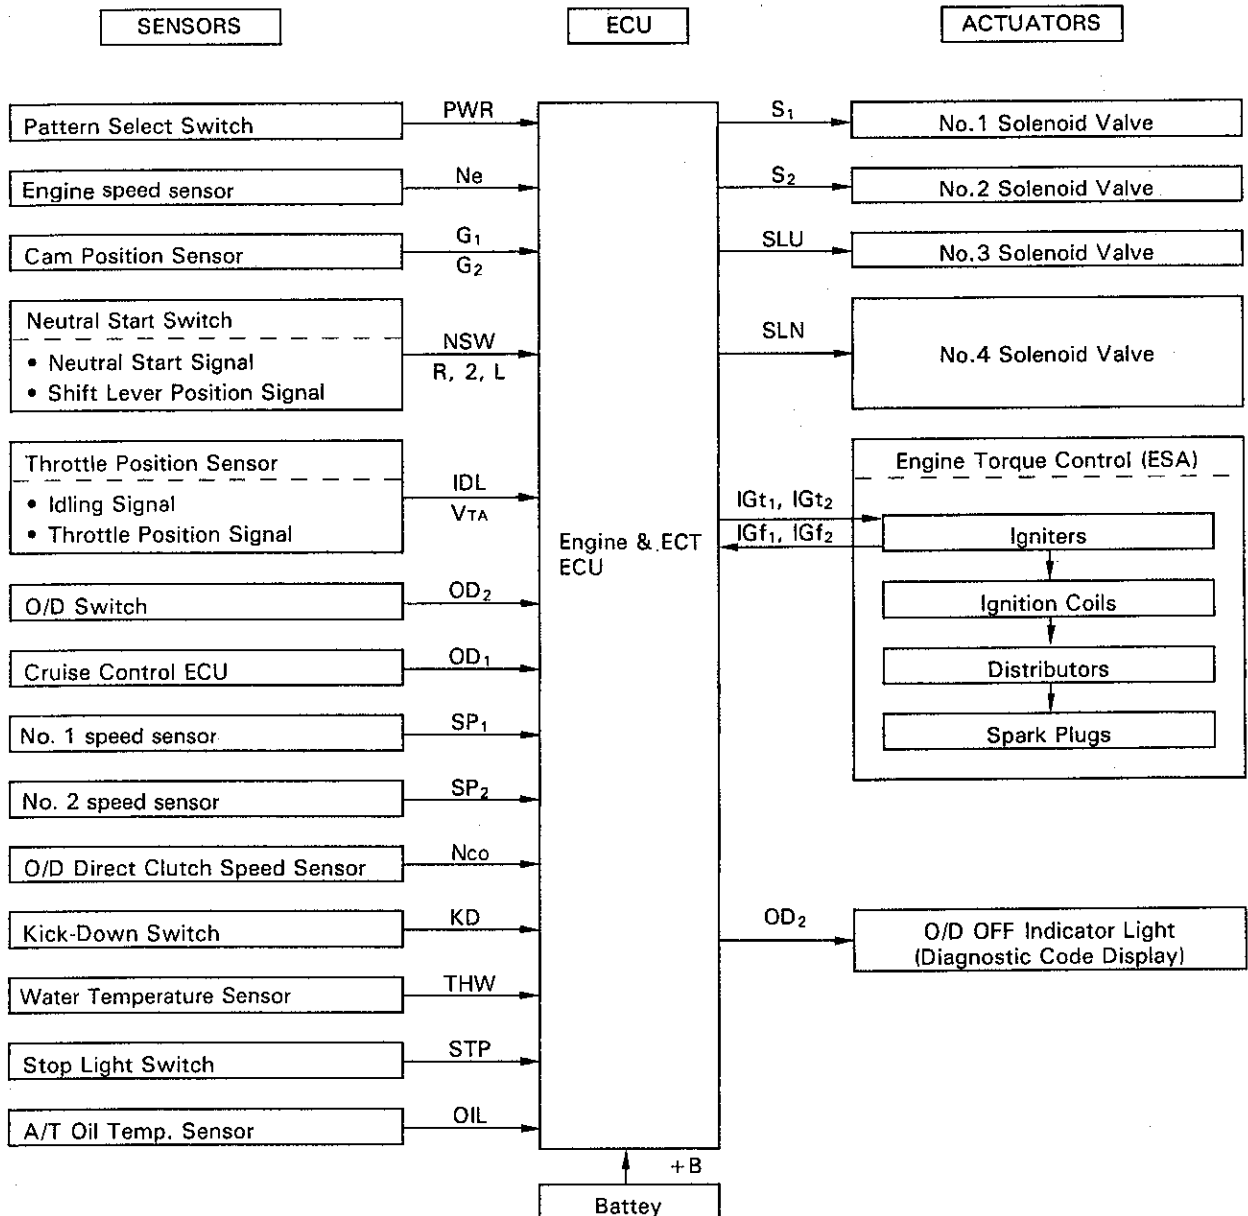 SENSORS
ECU
ACTUATORS
Pattern Select Switch
PWR
Engine speed sensor
Ne
Cam Position Sensor
G1
G2
Neutral Start Switch
• Neutral Start Signal
• Shift Lever Position Signal
NSW
R, 2, L
Throttle Position Sensor
• Idling Signal
• Throttle Position Signal
IDL
VTA
O/D Switch
OD2
Cruise Control ECU
OD1
No. 1 speed sensor
SP1
No. 2 speed sensor
SP2
O/D Direct Clutch Speed Sensor
Nco
Kick-Down Switch
KD
Water Temperature Sensor
THW
Stop Light Switch
STP
A/T Oil Temp. Sensor
OIL
Engine & ECT
ECU
+B
Battey
S1
No.1 Solenoid Valve
S2
No.2 Solenoid Valve
SLU
No.3 Solenoid Valve
SLN
No.4 Solenoid Valve
Engine Torque Control (ESA)
IGt1, IGt2
IGf1, IGf2
Igniters
Ignition Coils
Distributors
Spark Plugs
OD2
O/D OFF Indicator Light
(Diagnostic Code Display)